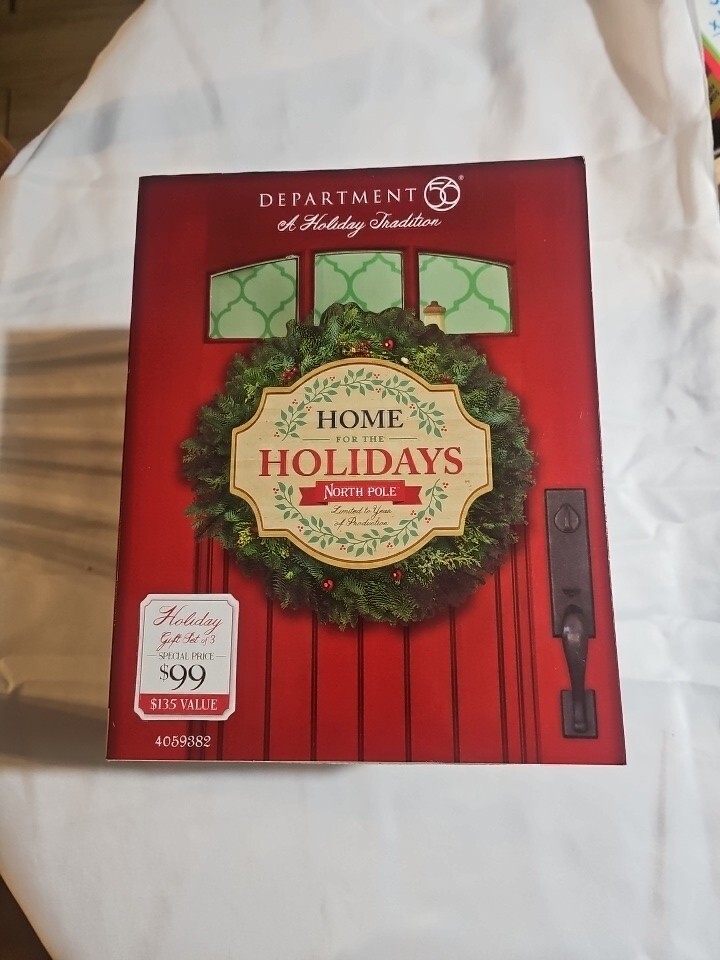 DEPARTMENT 56®
A Holiday Tradition
HOME
FOR THE
HOLIDAYS
NORTH POLE
Limited to Year
of Production
Holiday
Gift Set of 3
SPECIAL PRICE
$99
$135 VALUE
4059382